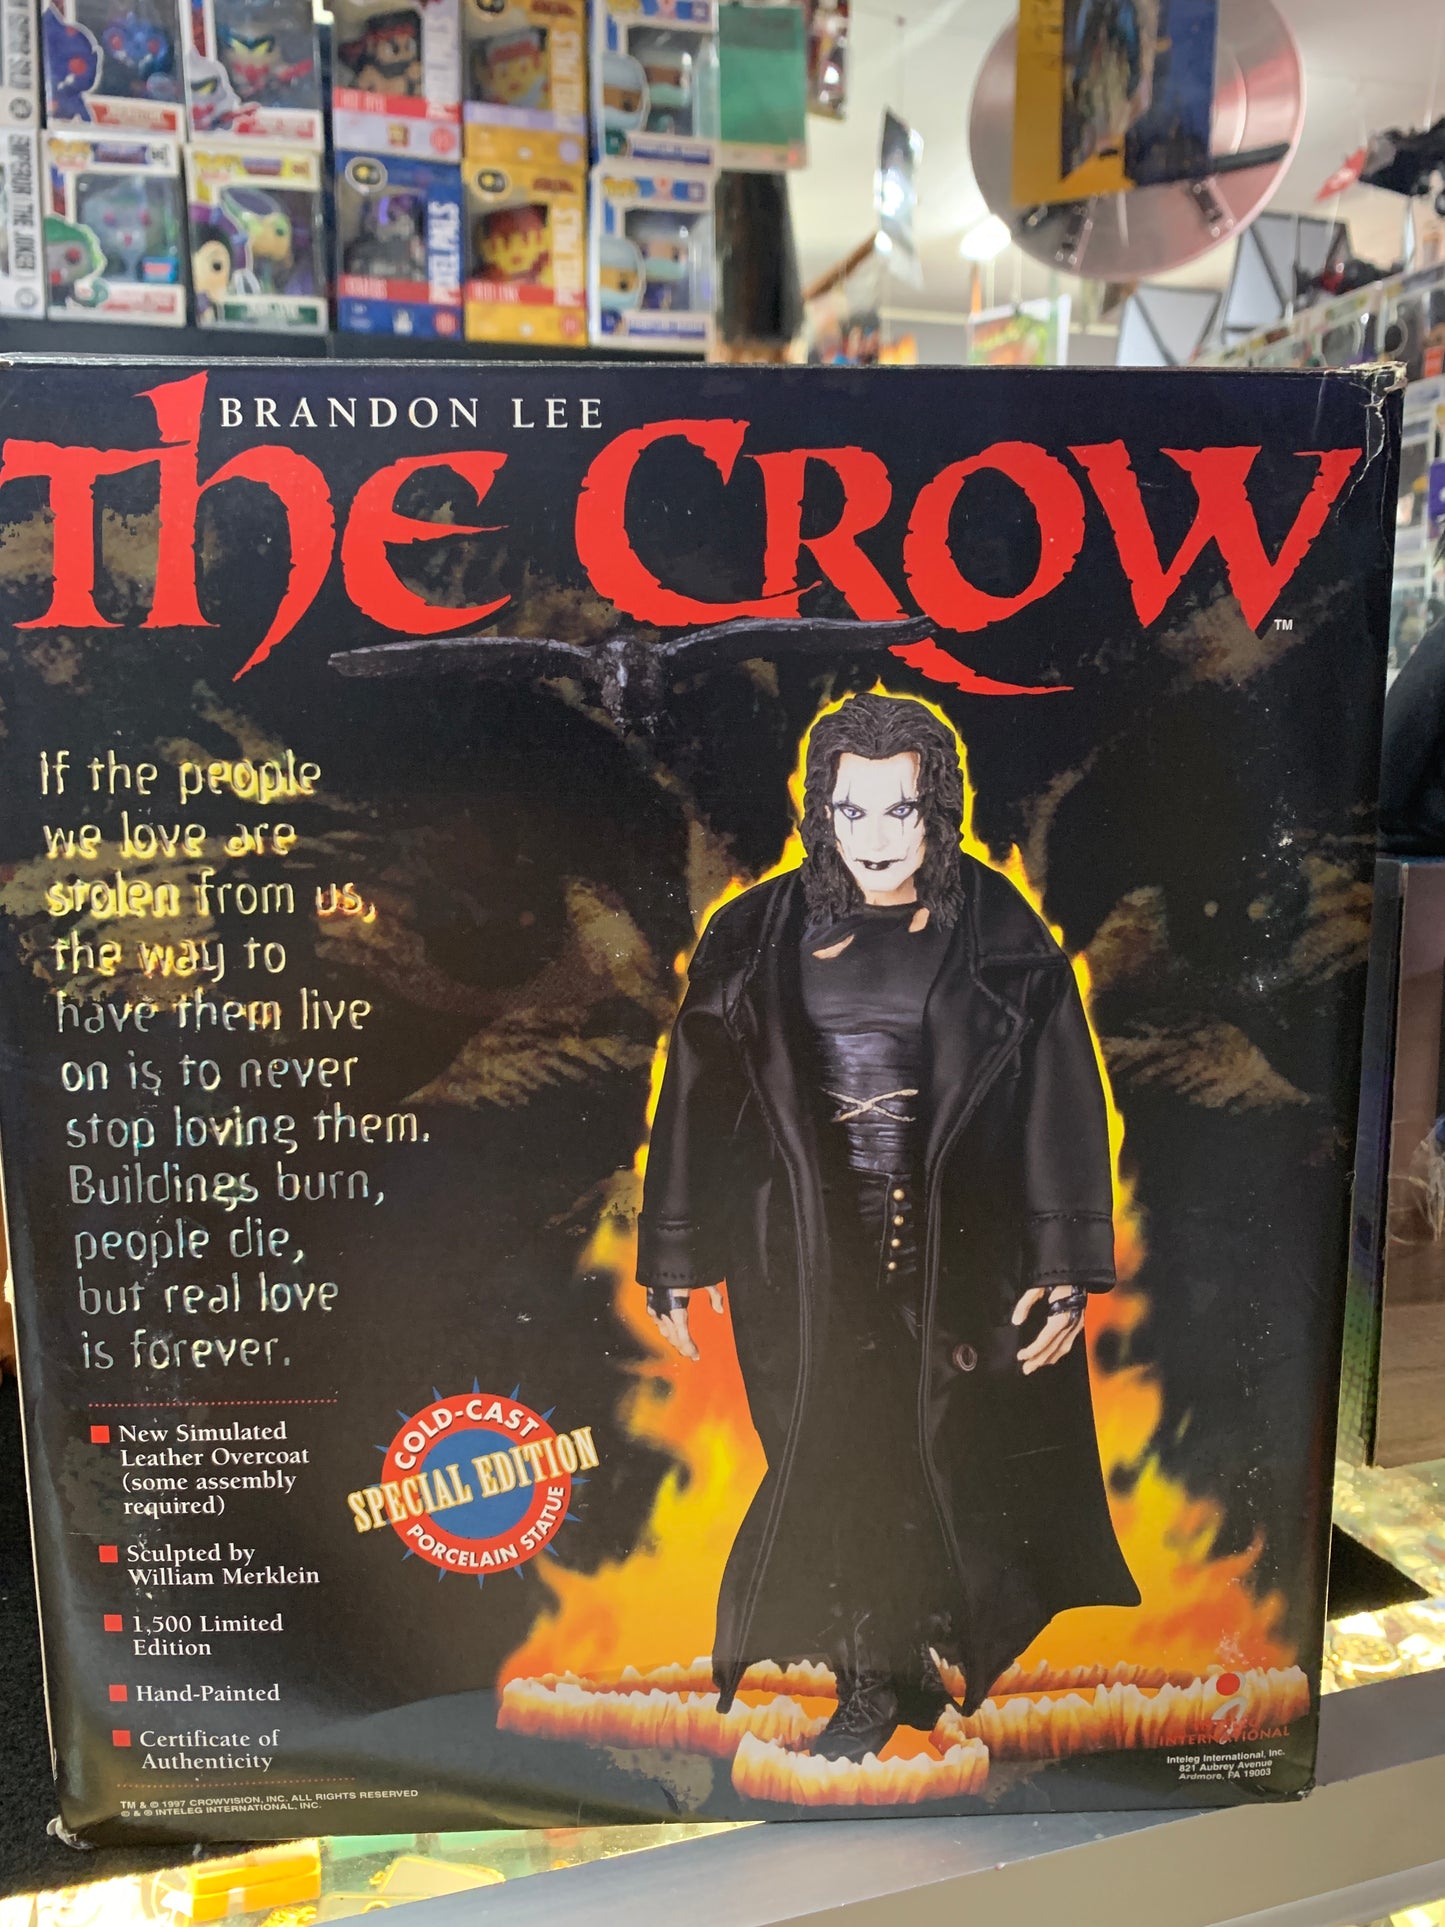 BRANDON LEE
The CROW
TM
If the people
we love are
stolen from us,
the way to
have them live
on is to never
stop loving them.
Buildings burn,
people die,
but real love
is forever.
New Simulated
Leather Overcoat
(some assembly
required)
Sculpted by
William Merklein
1,500 Limited
Edition
Hand-Painted
Certificate of
Authenticity
COLD-CAST
SPECIAL EDITION
PORCELAIN STATUE
TM & © 1997 CROWVISION, INC. ALL RIGHTS RESERVED
© & ® INTELEG INTERNATIONAL, INC.
INTERNATIONAL
Inteleg International, Inc.
821 Aubrey Avenue
Ardmore, PA 19003
PIXEL PALS
PIXEL PALS